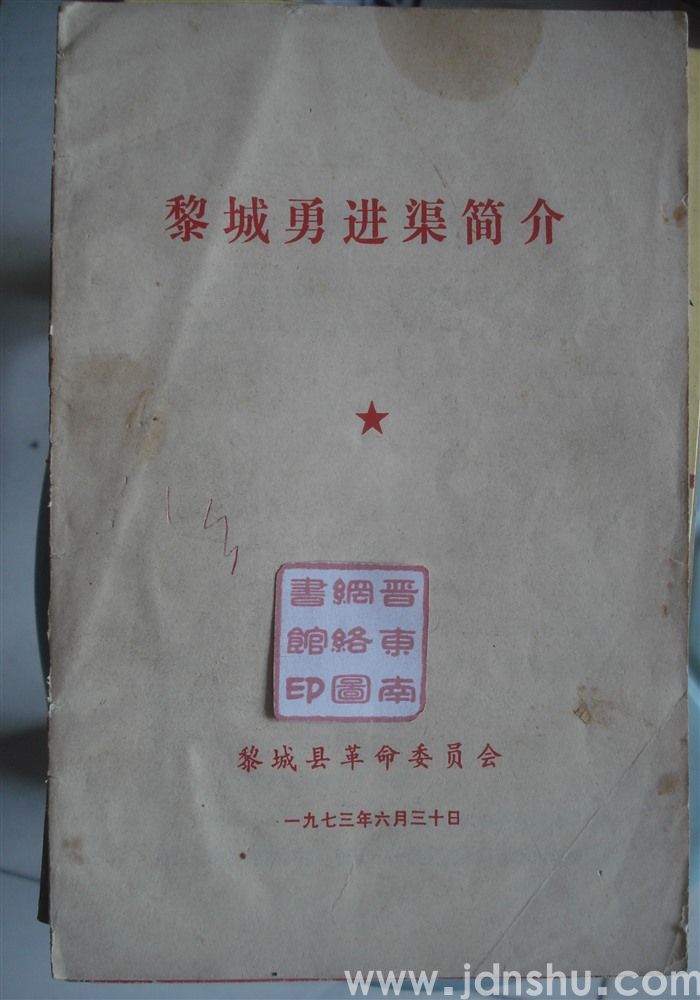 黎城勇进渠简介
晋東南
網絡圖
書館印
黎城县革命委员会
一九七三年六月三十日
www.jdnshu.com